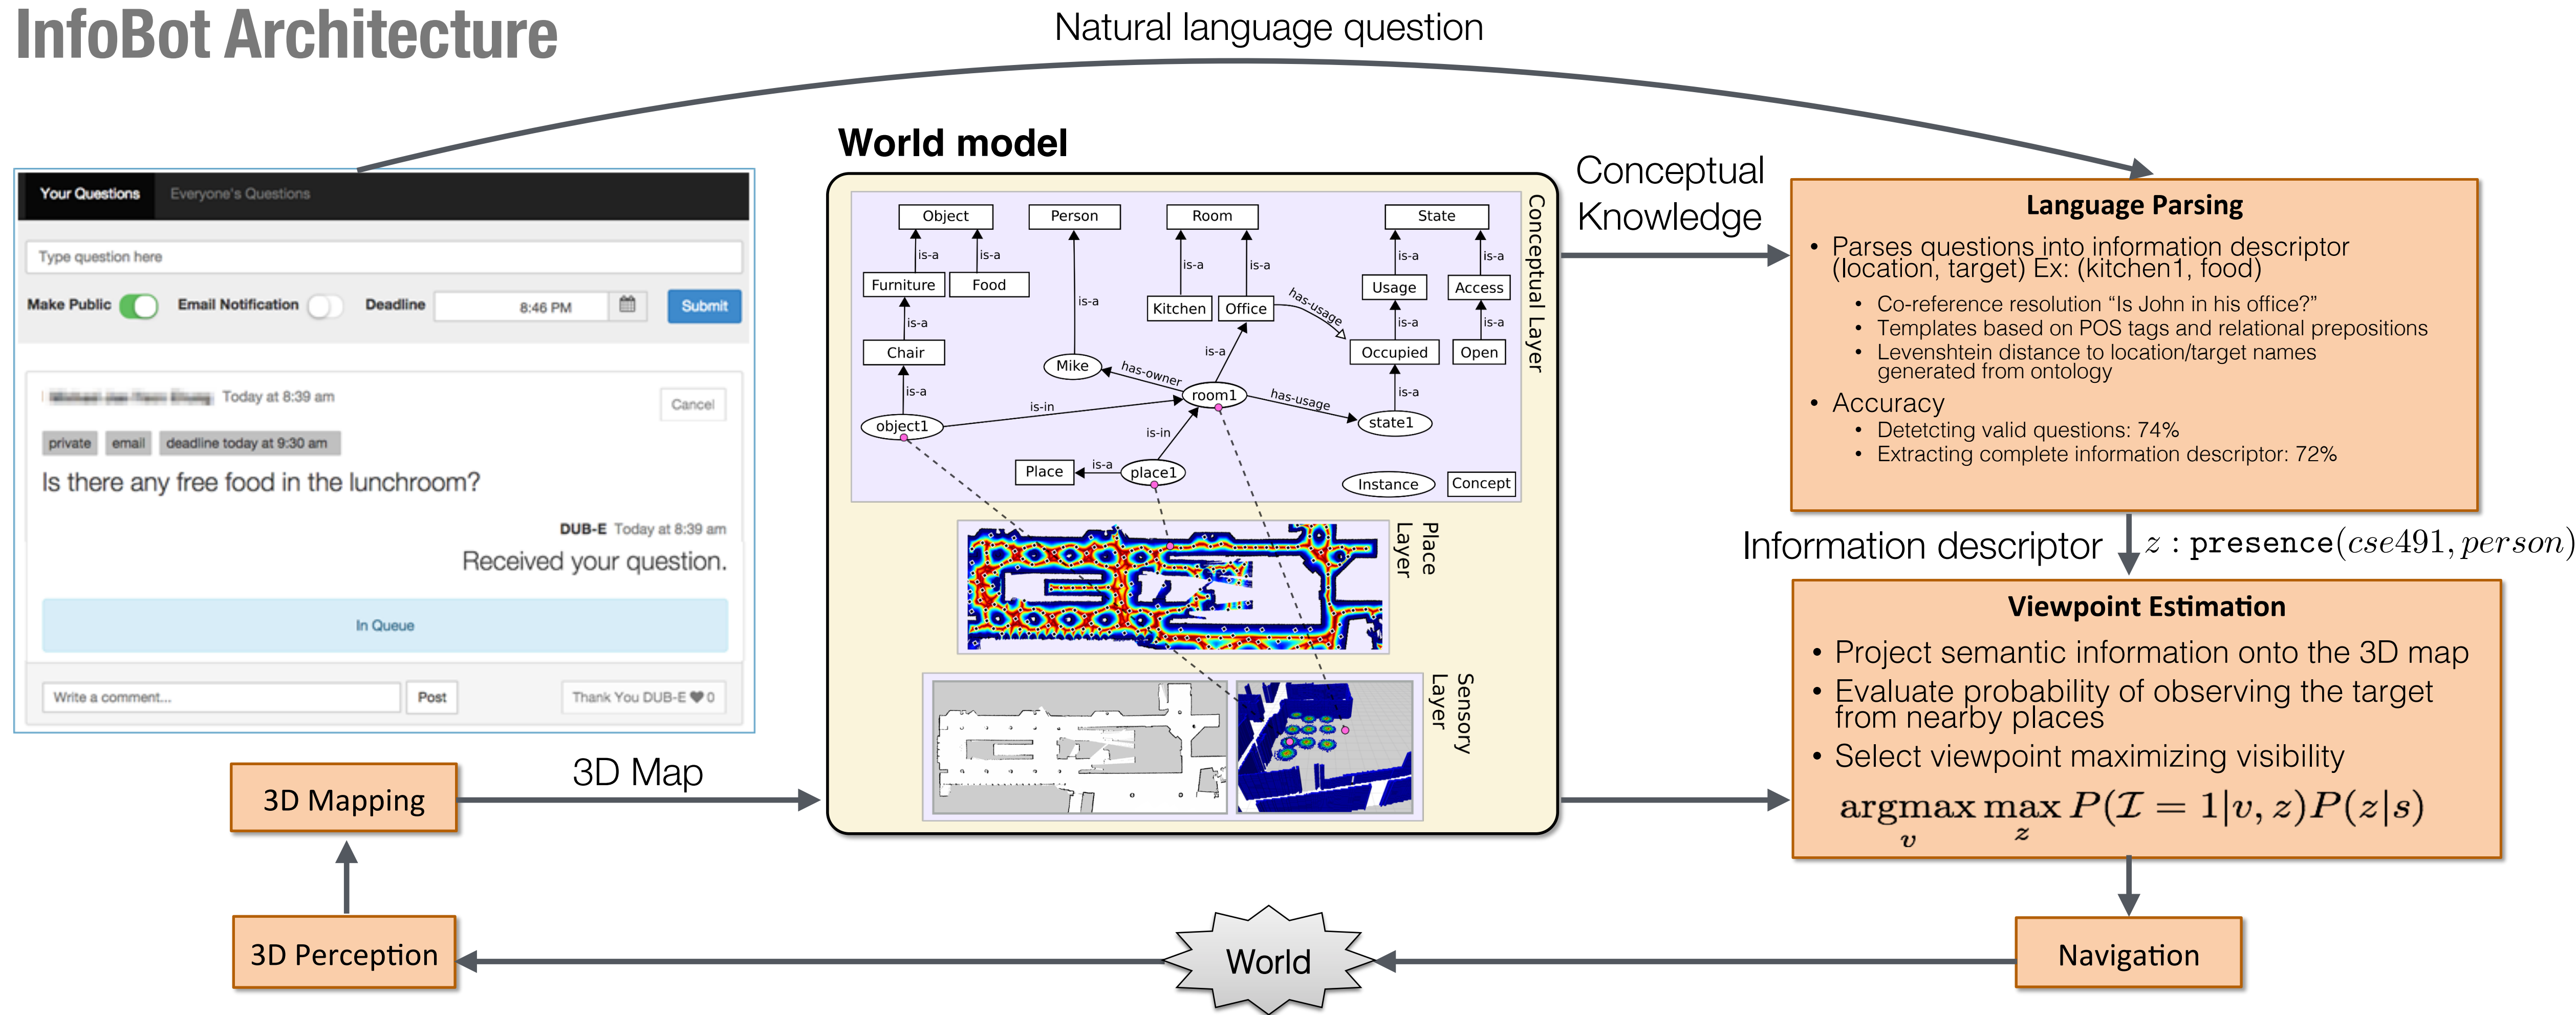 InfoBot Architecture
Natural language question
Your Questions
Everyone's Questions
Type question here
Make Public
Email Notification
Deadline
8:46 PM
Submit
Today at 8:39 am
Cancel
private
email
deadline today at 9:30 am
Is there any free food in the lunchroom?
DUB-E Today at 8:39 am
Received your question.
In Queue
Write a comment...
Post
Thank You DUB-E ♥ 0
World model
Object
Person
Room
State
is-a
is-a
is-a
is-a
is-a
is-a
Furniture
Food
is-a
Kitchen
Office
has-usage
Usage
Access
is-a
is-a
is-a
Chair
is-a
Occupied
Open
Mike
has-owner
is-a
room1
has-usage
is-a
is-in
object1
state1
is-in
Place
is-a
place1
Instance
Concept
Conceptual Layer
Place
Layer
Sensory
Layer
Conceptual
Knowledge
Language Parsing
• Parses questions into information descriptor
(location, target) Ex: (kitchen1, food)
• Co-reference resolution “Is John in his office?”
• Templates based on POS tags and relational prepositions
• Levenshtein distance to location/target names
generated from ontology
• Accuracy
• Detetcting valid questions: 74%
• Extracting complete information descriptor: 72%
Information descriptor
z : presence(cse491, person)
Viewpoint Estimation
• Project semantic information onto the 3D map
• Evaluate probability of observing the target
from nearby places
• Select viewpoint maximizing visibility
argmax max P(I = 1|v, z)P(z|s)
v z
3D Mapping
3D Map
3D Perception
World
Navigation